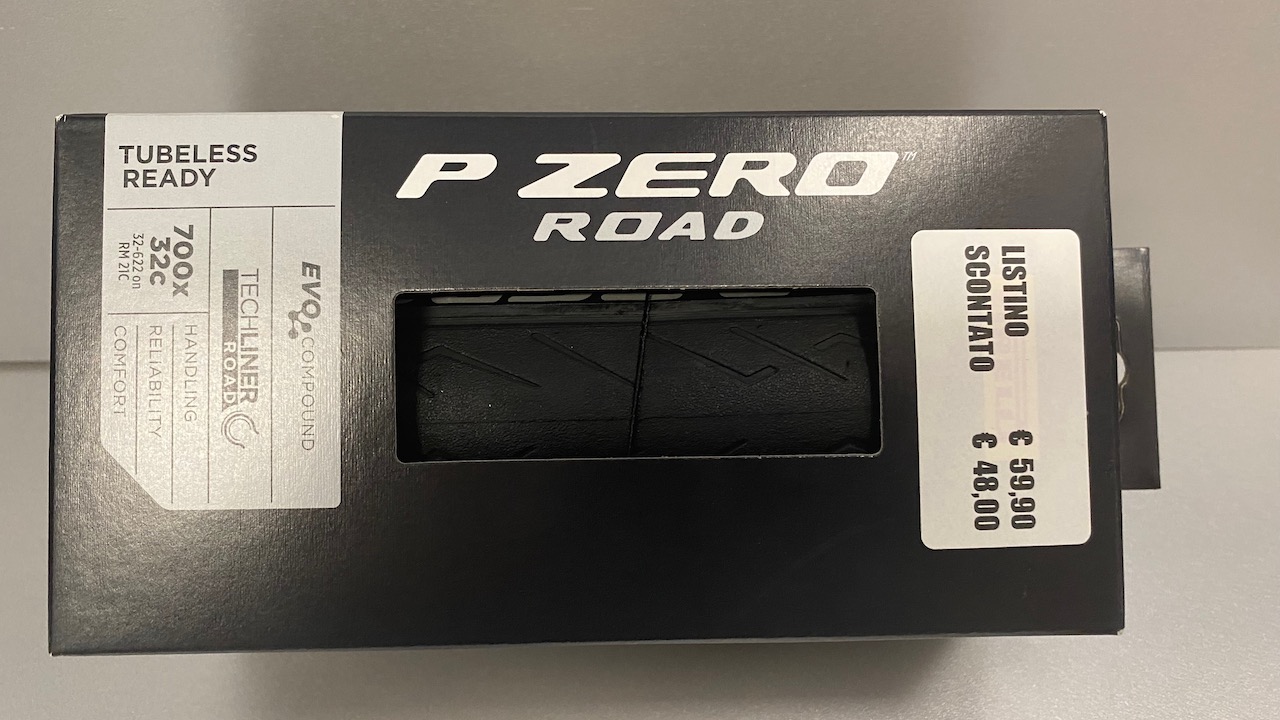 TUBELESS
READY
P ZERO™
ROAD
700x
32c
32-622 on
RM 21C
HANDLING
RELIABILITY
COMFORT
TECHLINER
ROAD
EVO COMPOUND
LISTINO € 59,90
SCONTATO € 48,00